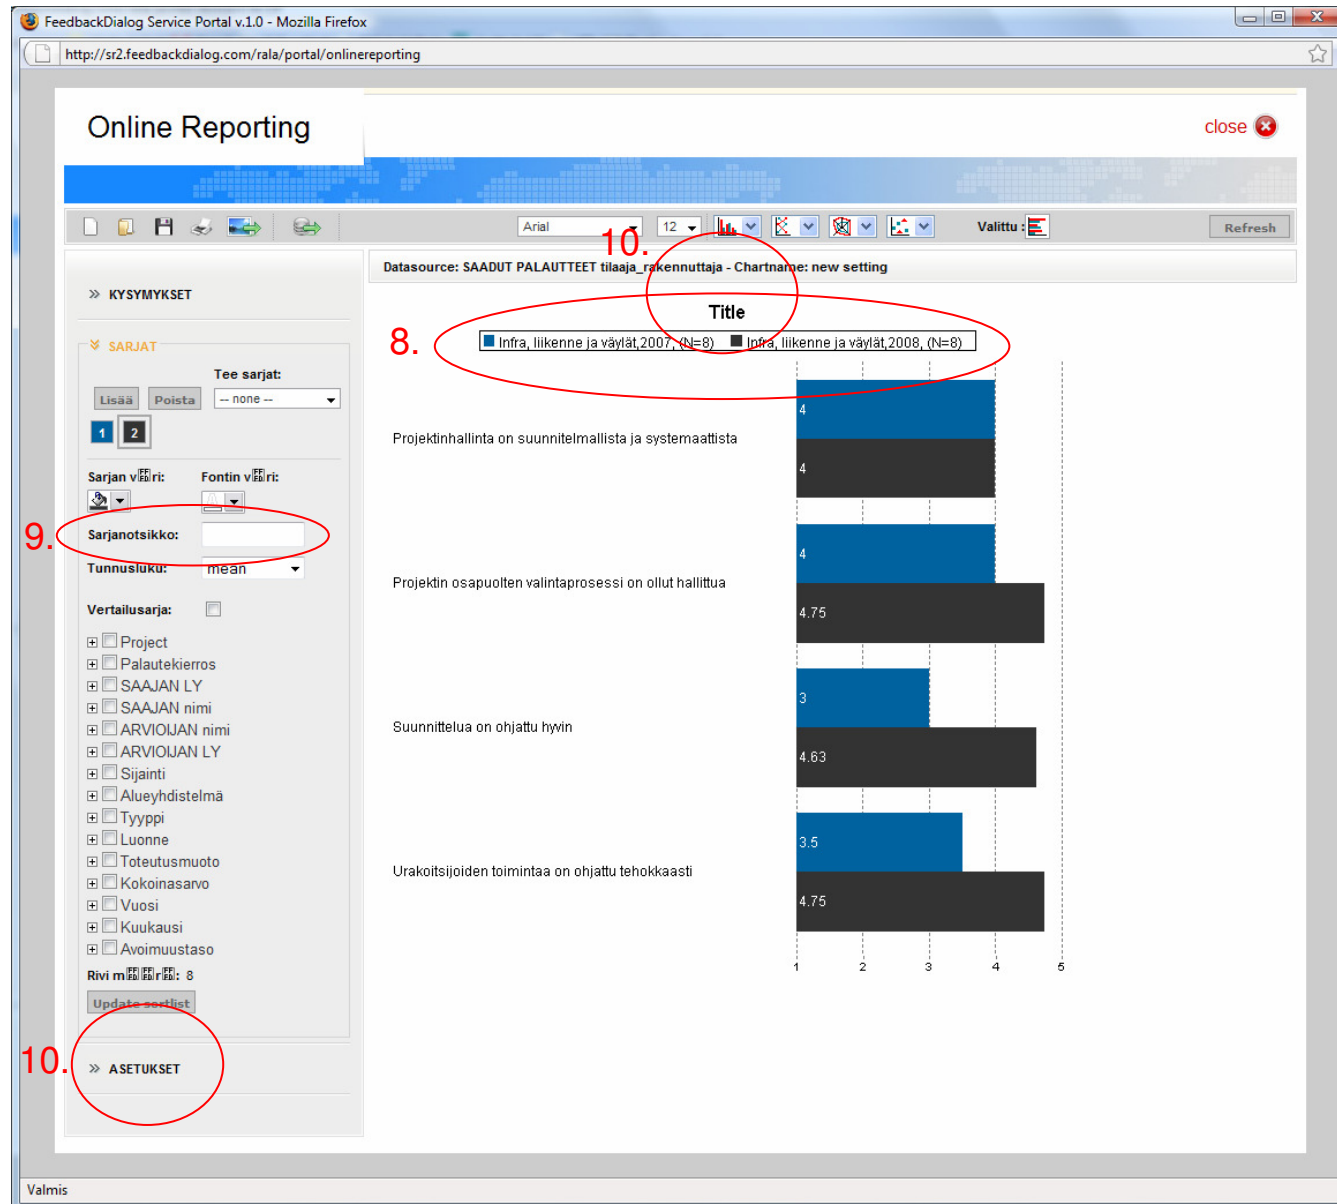 FeedbackDialog Service Portal v.1.0 - Mozilla Firefox
http://sr2.feedbackdialog.com/rala/portal/onlinereporting
Online Reporting
close
Arial 12 Valittu : Refresh
10.
Datasource: SAADUT PALAUTTEET tilaaja_rakennuttaja - Chartname: new setting
» KYSYMYKSET
SARJAT
Tee sarjat:
Lisää Poista -- none --
1 2
Sarjan v ri: Fontin v ri:
9.
Sarjanotsikko:
Tunnusluku: mean
Vertailusarja:
Project
Palautekierros
SAAJAN LY
SAAJAN nimi
ARVIOIJAN nimi
ARVIOIJAN LY
Sijainti
Alueyhdistelmä
Tyyppi
Luonne
Toteutusmuoto
Kokoinasarvo
Vuosi
Kuukausi
Avoimuustaso
Rivi m r : 8
Update sortlist
10.
» ASETUKSET
Title
8.
Infra, liikenne ja väylät,2007, (N=8) Infra, liikenne ja väylät,2008, (N=8)
Projektinhallinta on suunnitelmallista ja systemaattista
4
4
Projektin osapuolten valintaprosessi on ollut hallittua
4
4.75
Suunnittelua on ohjattu hyvin
3
4.63
Urakoitsijoiden toimintaa on ohjattu tehokkaasti
3.5
4.75
1 2 3 4 5
Valmis